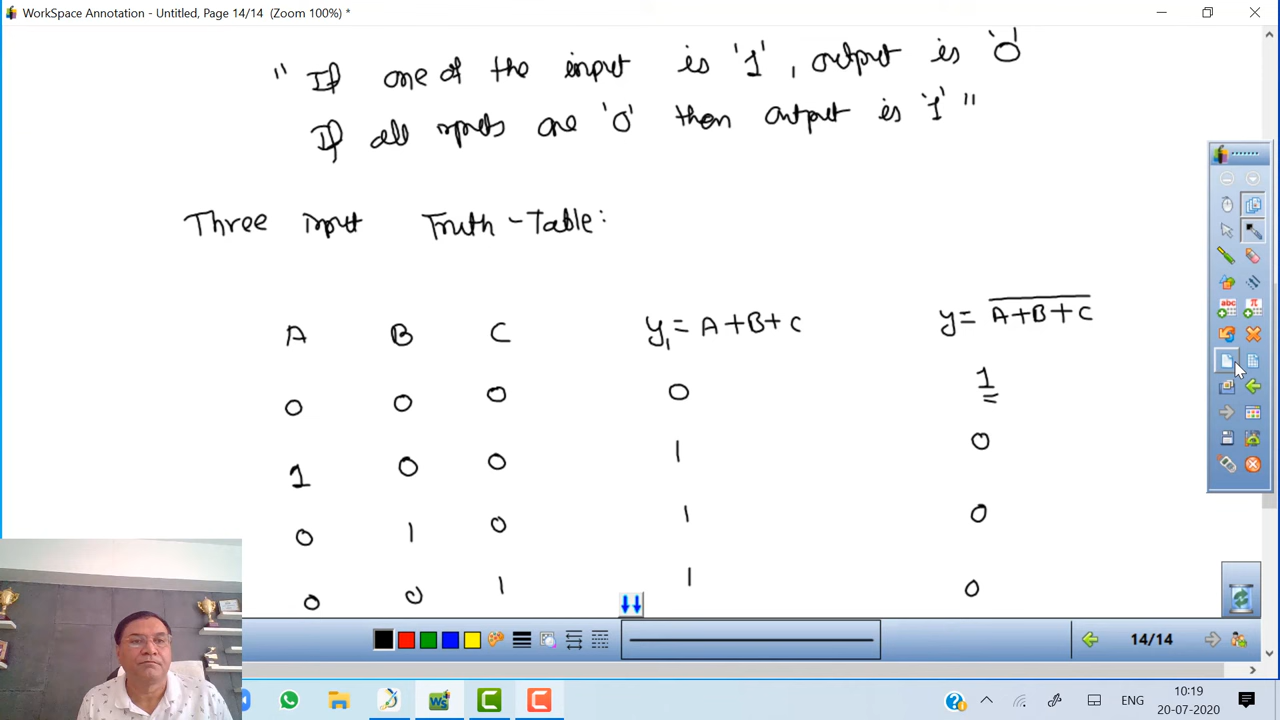 WorkSpace Annotation - Untitled, Page 14/14 (Zoom 100%) *
" If one of the input is '1', output is '0'
If all inputs are '0' then output is '1' "
Three input Truth-Table:
A B C y₁ = A+B+C y = \overline{A+B+C}
0 0 0 0 1
1 0 0 1 0
0 1 0 1 0
0 0 1 1 0
abc π
14/14
Ws C C ENG 10:19
20-07-2020